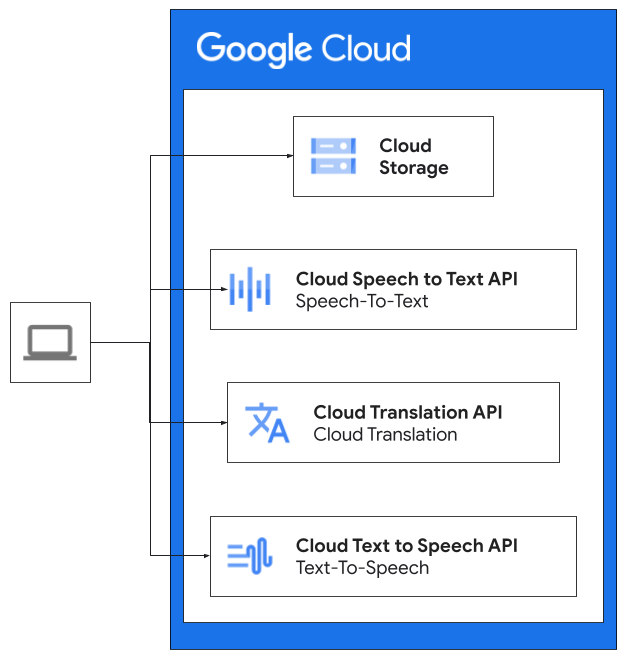 Google Cloud
Cloud
Storage
Cloud Speech to Text API
Speech-To-Text
Cloud Translation API
Cloud Translation
Cloud Text to Speech API
Text-To-Speech